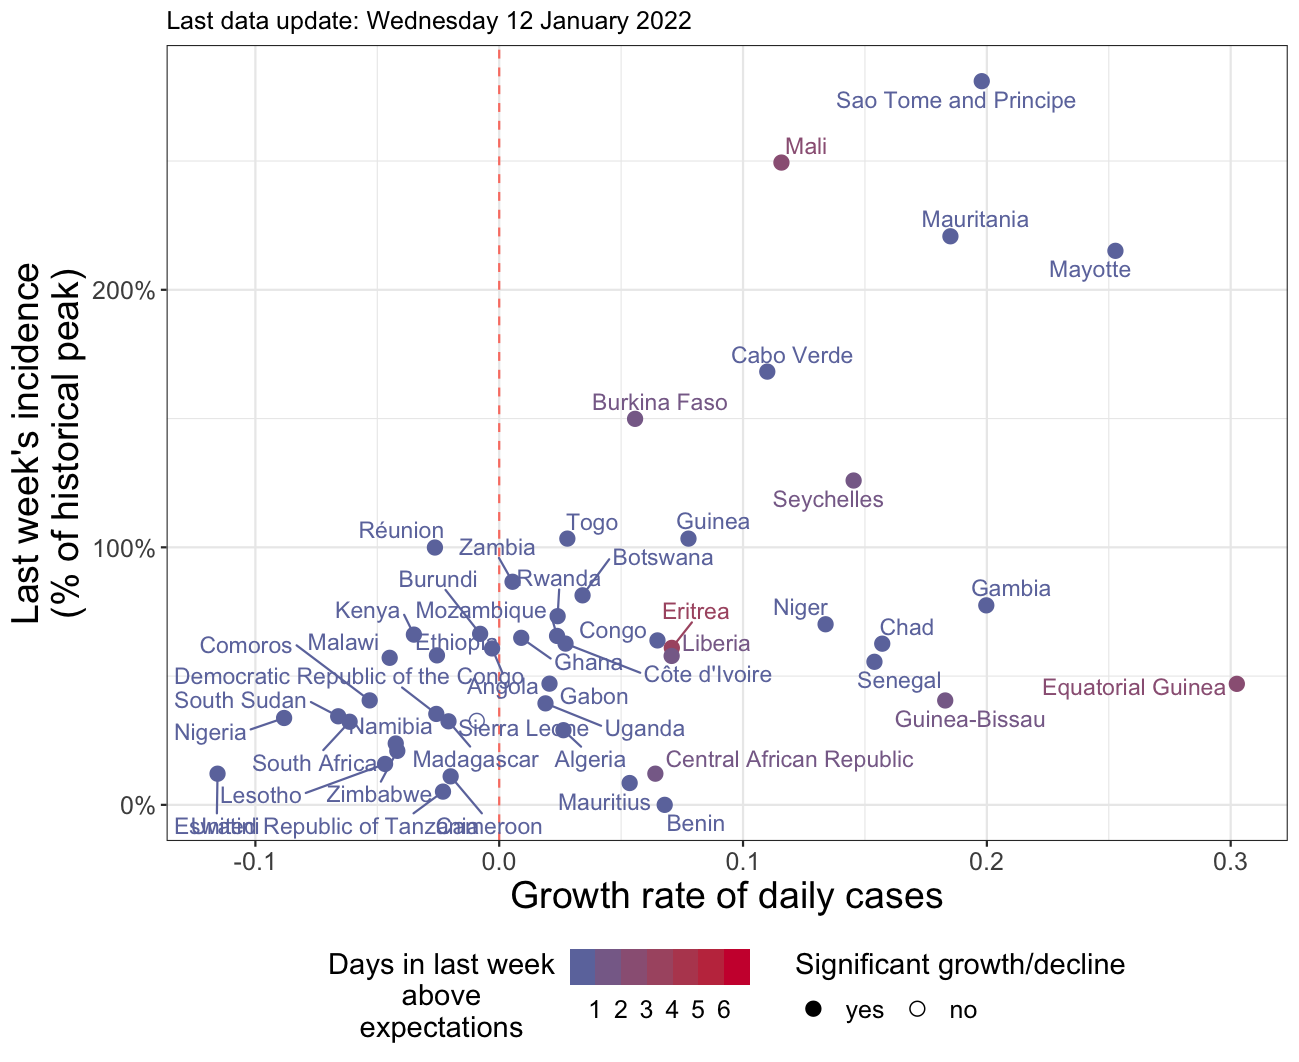 Last data update: Wednesday 12 January 2022
Last week's incidence
(% of historical peak)
200%
100%
0%
Sao Tome and Principe
Mali
Mauritania
Mayotte
Cabo Verde
Burkina Faso
Seychelles
Togo
Guinea
Réunion
Zambia
Botswana
Burundi
Rwanda
Gambia
Kenya
Mozambique
Eritrea
Niger
Congo
Chad
Comoros
Malawi
Ethiopia
Liberia
Ghana
Côte d'Ivoire
Democratic Republic of the Congo
Senegal
Angola
Gabon
Equatorial Guinea
South Sudan
Guinea-Bissau
Nigeria
Namibia
Sierra Leone
Uganda
South Africa
Madagascar
Algeria
Central African Republic
Lesotho
Zimbabwe
Mauritius
Eswatini
United Republic of Tanzania
Cameroon
Benin
-0.1
0.0
0.1
0.2
0.3
Growth rate of daily cases
Days in last week
above
expectations
1 2 3 4 5 6
Significant growth/decline
yes
no